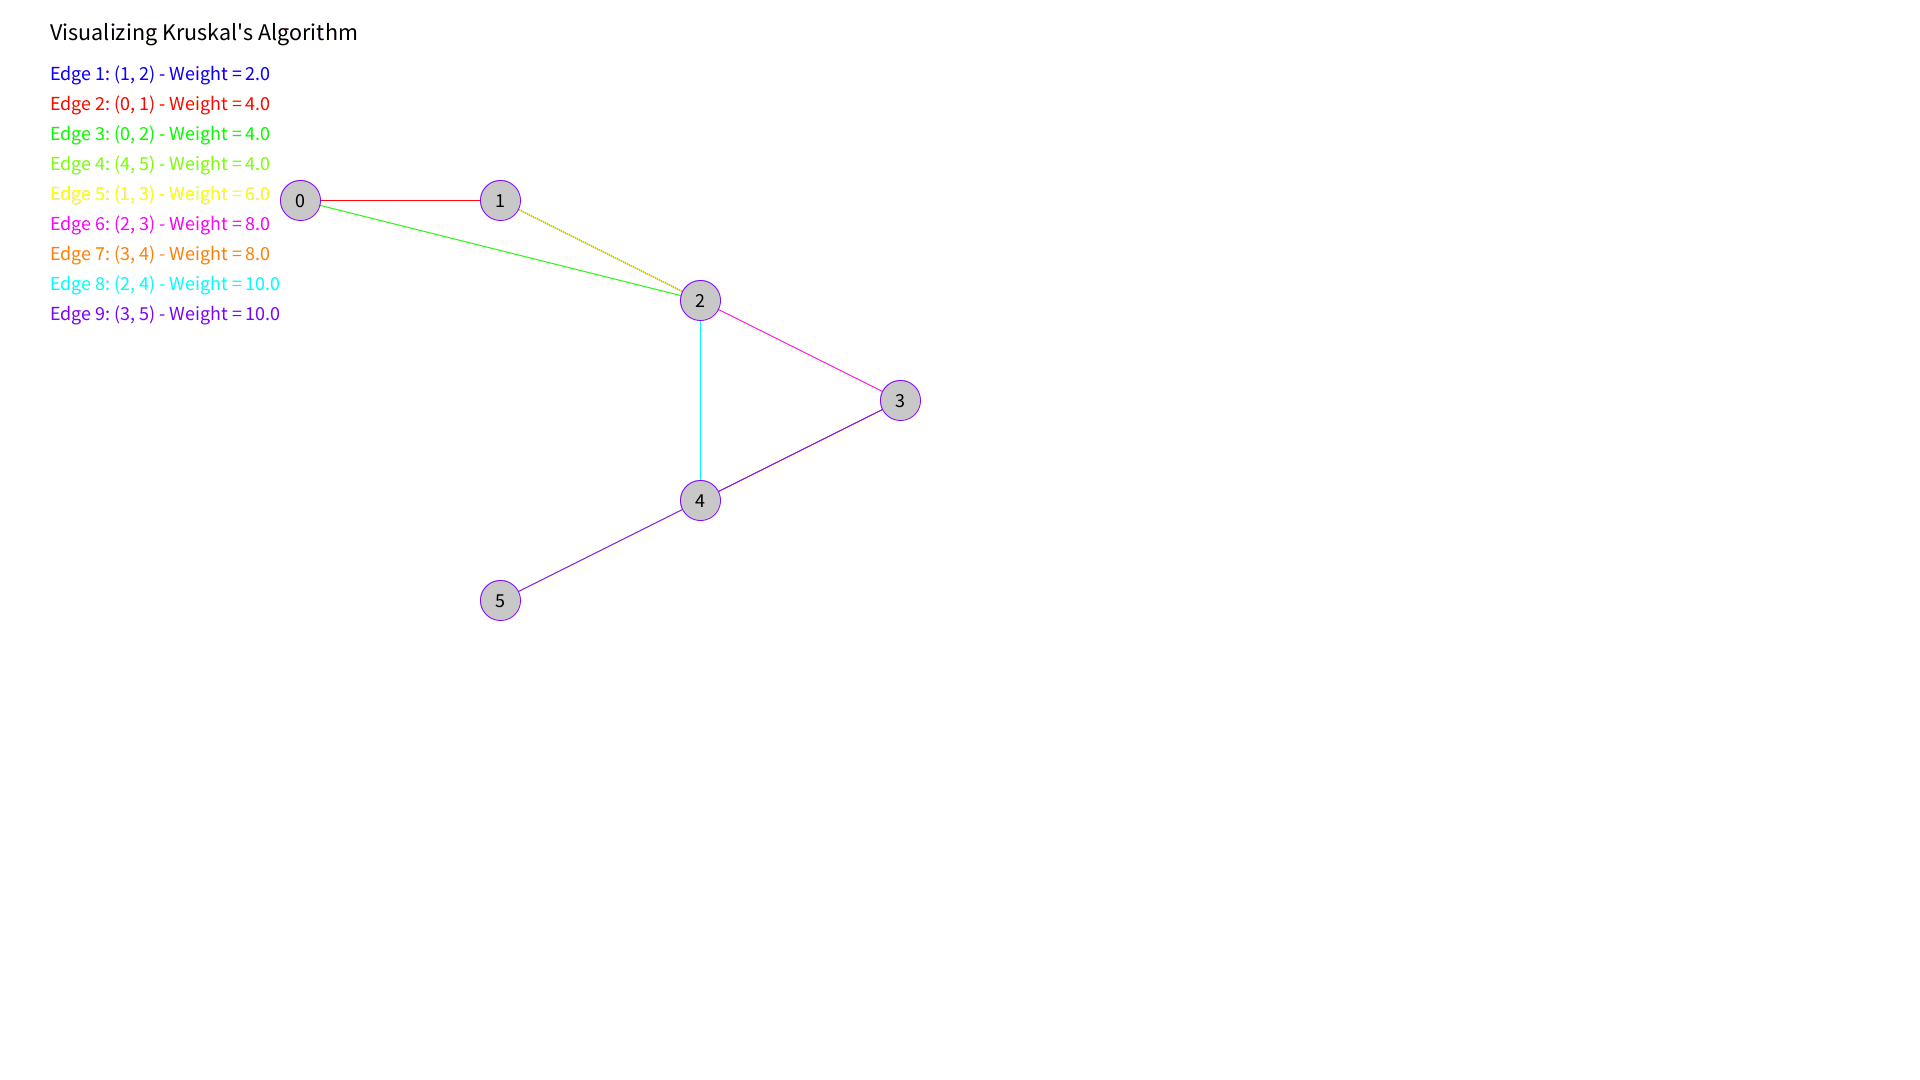 Visualizing Kruskal's Algorithm
Edge 1: (1, 2) - Weight = 2.0
Edge 2: (0, 1) - Weight = 4.0
Edge 3: (0, 2) - Weight = 4.0
Edge 4: (4, 5) - Weight = 4.0
Edge 5: (1, 3) - Weight = 6.0
Edge 6: (2, 3) - Weight = 8.0
Edge 7: (3, 4) - Weight = 8.0
Edge 8: (2, 4) - Weight = 10.0
Edge 9: (3, 5) - Weight = 10.0
0
1
2
3
4
5